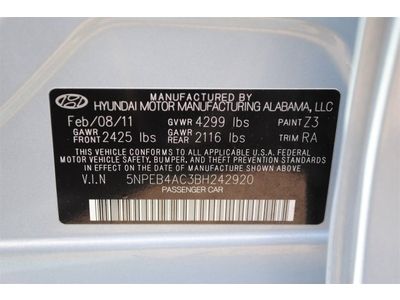 MANUFACTURED BY
HYUNDAI MOTOR MANUFACTURING ALABAMA, LLC
Feb/08/11 GVWR 4299 lbs PAINT Z3
GAWR FRONT 2425 lbs GAWR REAR 2116 lbs TRIM RA
THIS VEHICLE CONFORMS TO ALL APPLICABLE U.S. FEDERAL
MOTOR VEHICLE SAFETY, BUMPER, AND THEFT PREVENTION STANDARDS
IN EFFECT ON THE DATE OF MANUFACTURE SHOWN ABOVE.
V.I.N 5NPEB4AC3BH242920
PASSENGER CAR